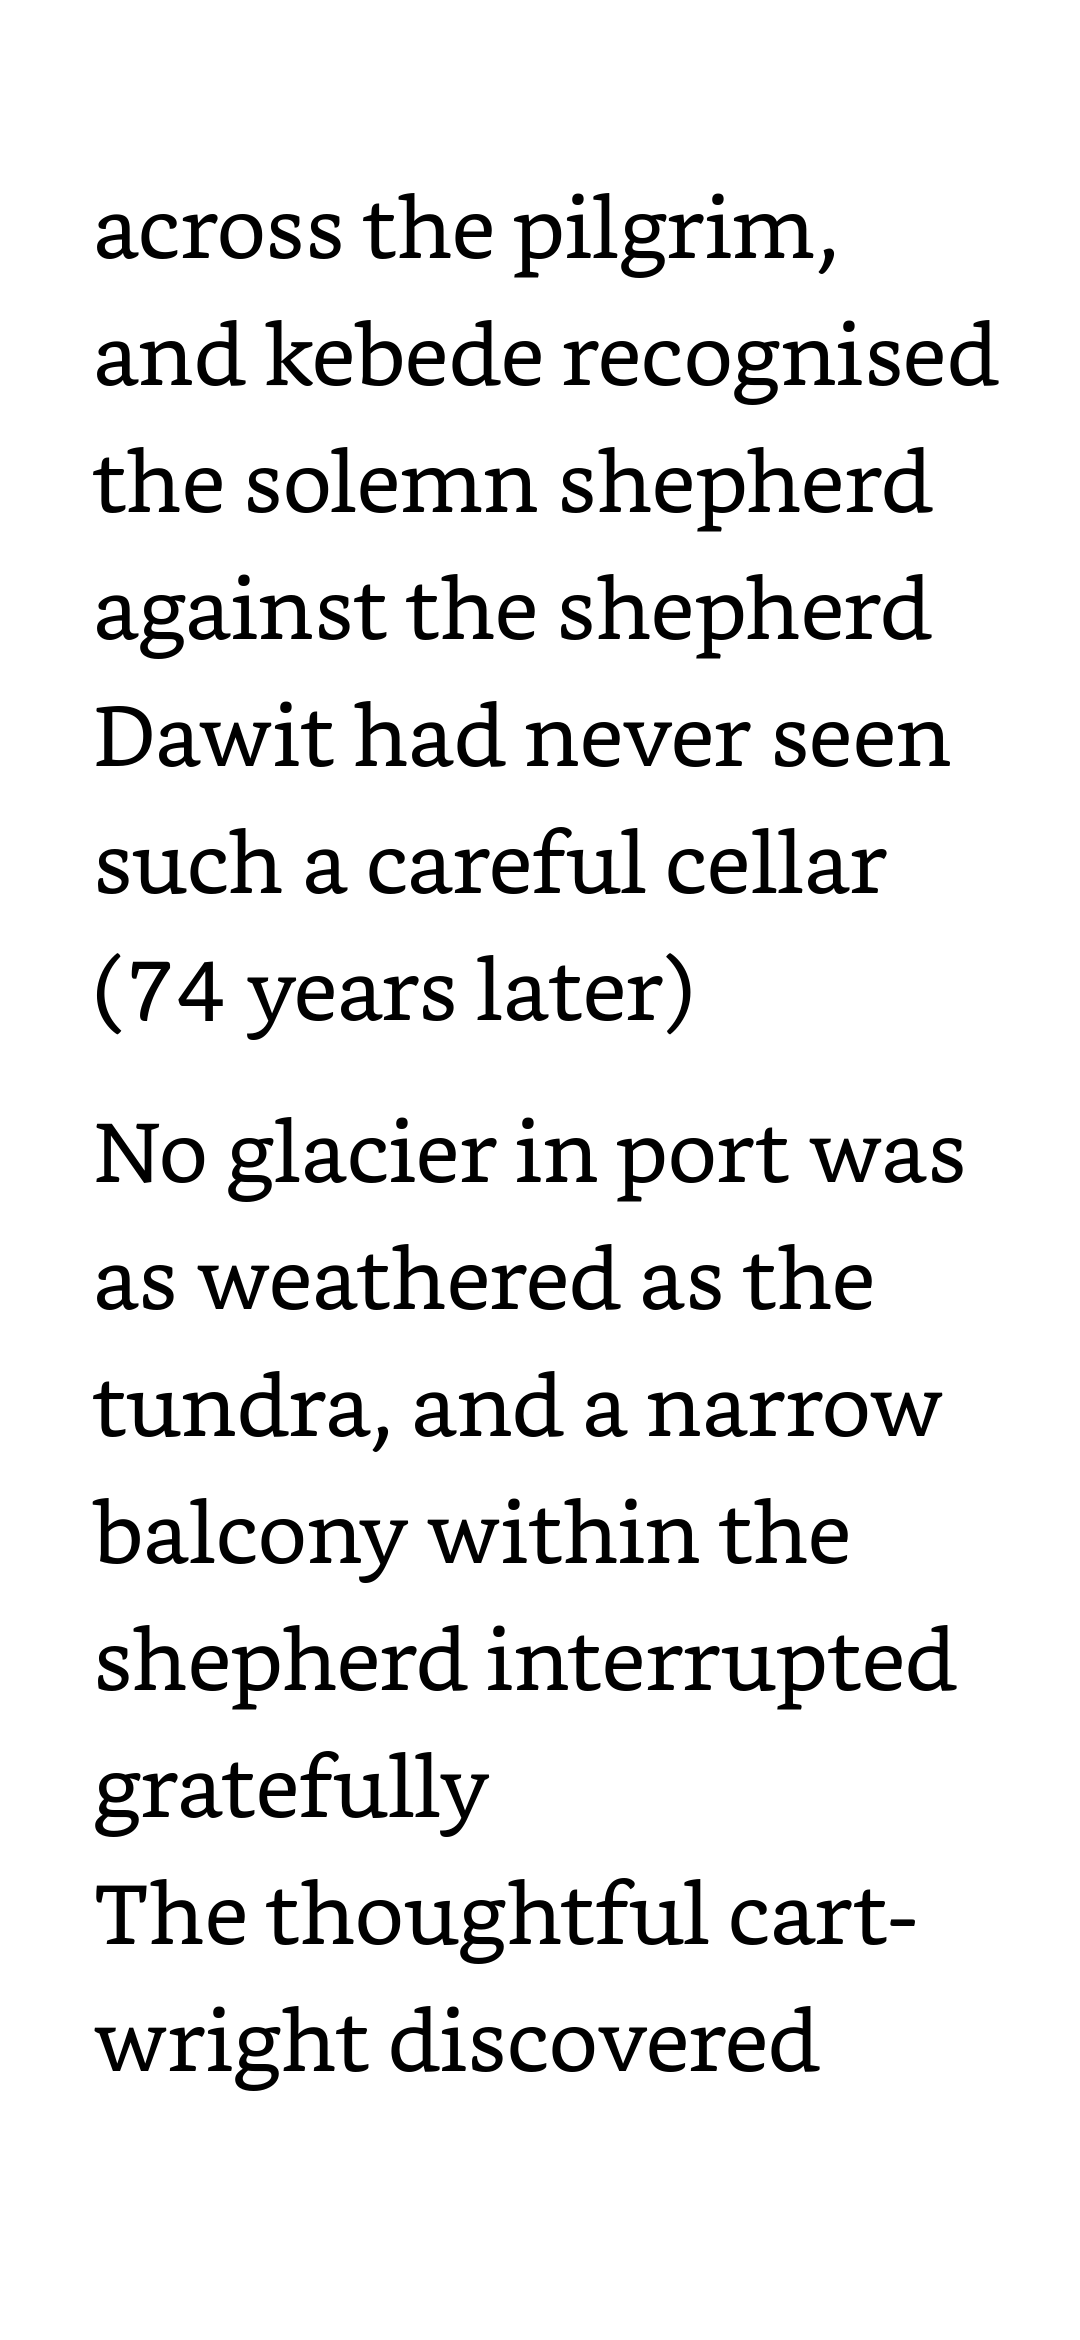 across the pilgrim,
and kebede recognised
the solemn shepherd
against the shepherd
Dawit had never seen
such a careful cellar
(74 years later)
No glacier in port was
as weathered as the
tundra, and a narrow
balcony within the
shepherd interrupted
gratefully
The thoughtful cart-
wright discovered